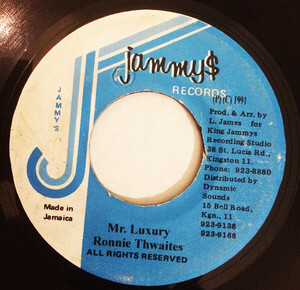 jammy$
RECORDS
JAMMY'S
(P)(C) 1991
Prod. & Arr. by
L. James for
King Jammys
Recording Studio
38 St. Lucia Rd.,
Kingston 11.
Phone: 923-8880
Distributed by
Dynamic
Sounds
15 Bell Road,
Kgn., 11
923-9138
923-9168
Made in
Jamaica
Mr. Luxury
Ronnie Thwaites
ALL RIGHTS RESERVED